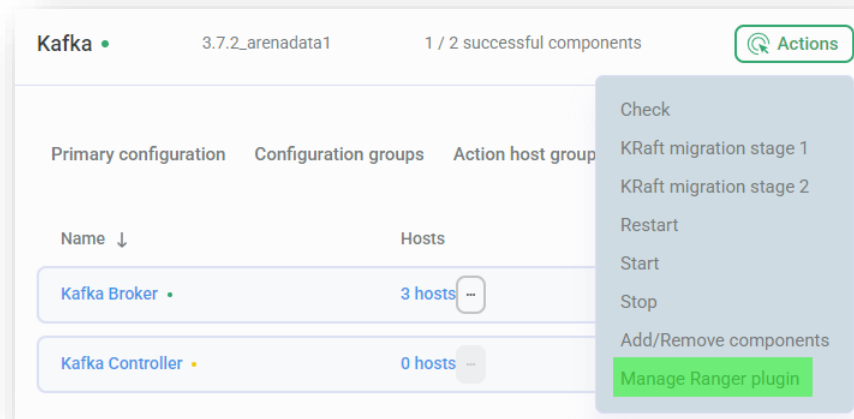 Kafka 3.7.2_arenadata1 1 / 2 successful components Actions
Check
KRaft migration stage 1
Primary configuration Configuration groups Action host group
KRaft migration stage 2
Restart
Name ↓ Hosts
Start
Kafka Broker 3 hosts ...
Stop
Add/Remove components
Kafka Controller 0 hosts ...
Manage Ranger plugin